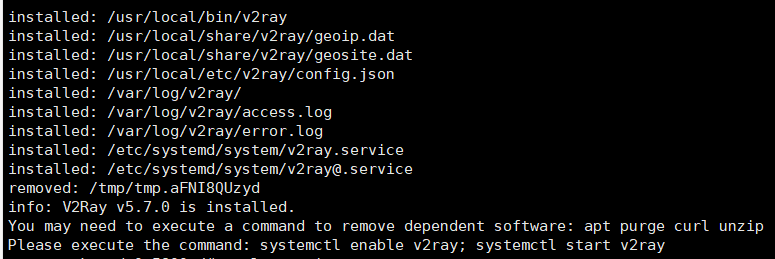 installed: /usr/local/bin/v2ray
installed: /usr/local/share/v2ray/geoip.dat
installed: /usr/local/share/v2ray/geosite.dat
installed: /usr/local/etc/v2ray/config.json
installed: /var/log/v2ray/
installed: /var/log/v2ray/access.log
installed: /var/log/v2ray/error.log
installed: /etc/systemd/system/v2ray.service
installed: /etc/systemd/system/v2ray@.service
removed: /tmp/tmp.aFNI8QUzyd
info: V2Ray v5.7.0 is installed.
You may need to execute a command to remove dependent software: apt purge curl unzip
Please execute the command: systemctl enable v2ray; systemctl start v2ray